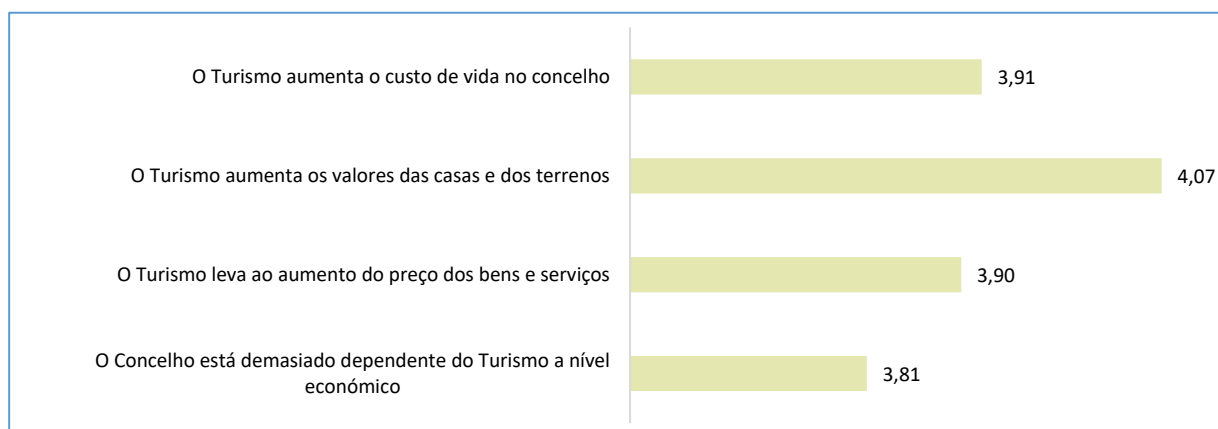 O Turismo aumenta o custo de vida no concelho
3,91
O Turismo aumenta os valores das casas e dos terrenos
4,07
O Turismo leva ao aumento do preço dos bens e serviços
3,90
O Concelho está demasiado dependente do Turismo a nível
económico
3,81